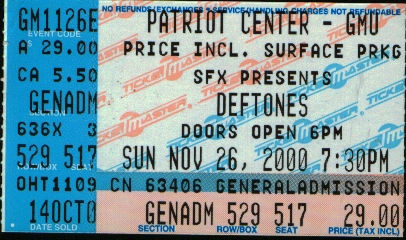 NO REFUNDS/EXCHANGES • SERVICE/HANDLING CHARGES NOT REFUNDABLE
GM1126E PATRIOT CENTER - GMU
EVENT CODE
A 29.00 PRICE INCL. SURFACE PRKG
CA 5.50 SFX PRESENTS
GENADM DEFTONES
636X 3 DOORS OPEN 6PM
529 517 SUN NOV 26, 2000 7:30PM
SEAT
OHT1109 CN 63406 GENERALADMISSION
14OCT0 GENADM 529 517 29.00
DATE SOLD SECTION ROW/BOX SEAT PRICE (TAX INCL)
TICKETMASTER